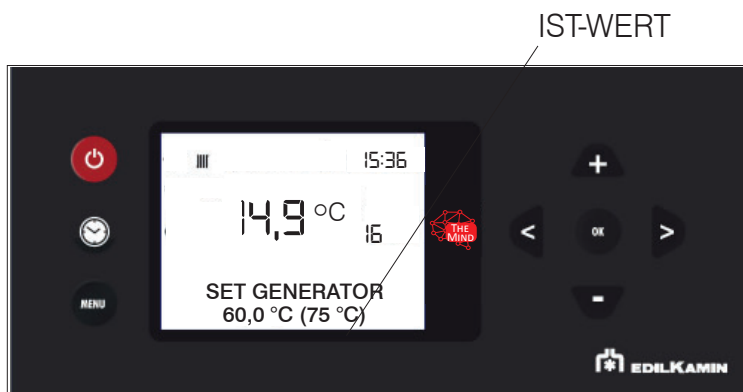 IST-WERT
15:36
14,9 °C
16
THE MIND
SET GENERATOR
60,0 °C (75 °C)
MENU
+
< OK >
-
EDILKAMIN